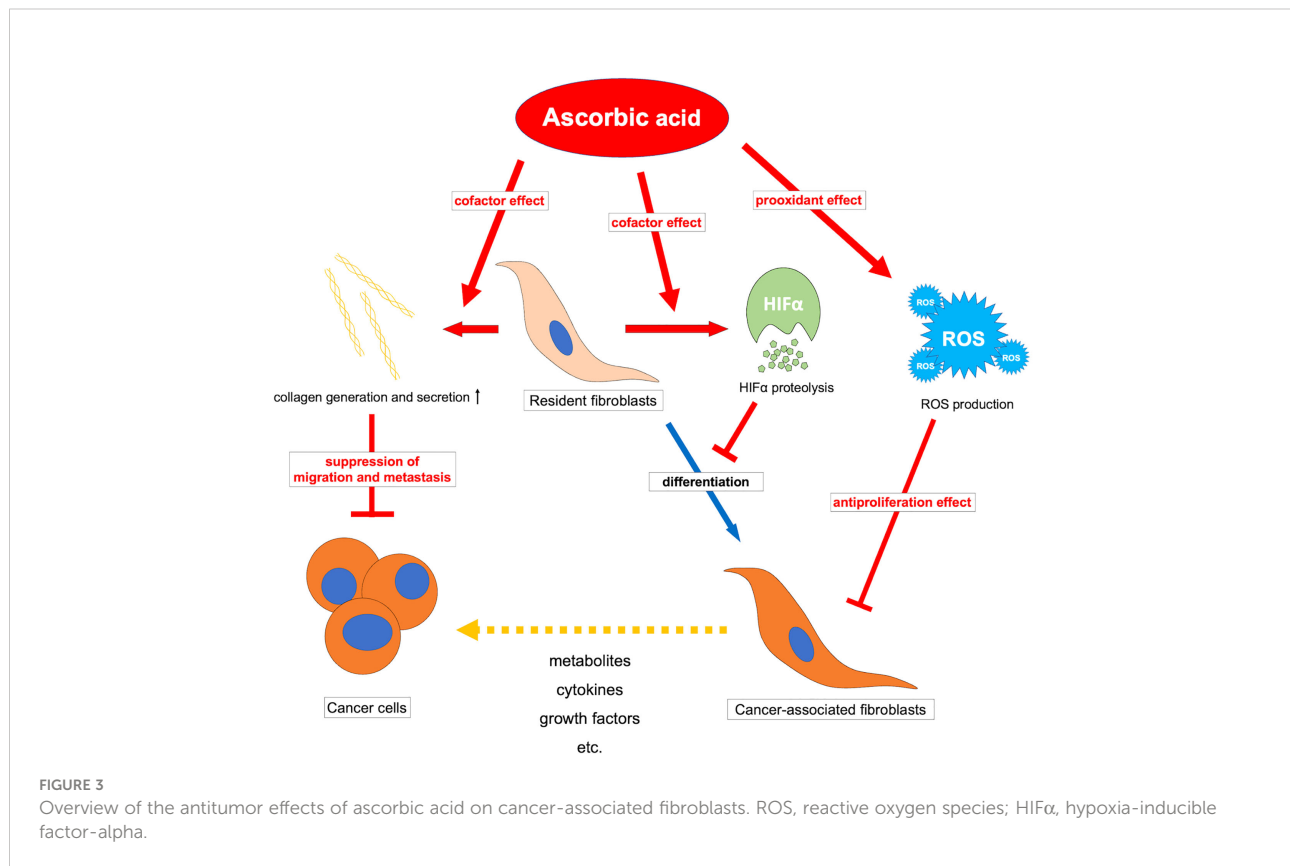 Ascorbic acid
cofactor effect
cofactor effect
prooxidant effect
HIFα
ROS
ROS
ROS
ROS
collagen generation and secretion ↑
Resident fibroblasts
HIFα proteolysis
ROS production
suppression of
migration and metastasis
differentiation
antiproliferation effect
Cancer cells
metabolites
cytokines
growth factors
etc.
Cancer-associated fibroblasts
FIGURE 3
Overview of the antitumor effects of ascorbic acid on cancer-associated fibroblasts. ROS, reactive oxygen species; HIFα, hypoxia-inducible
factor-alpha.